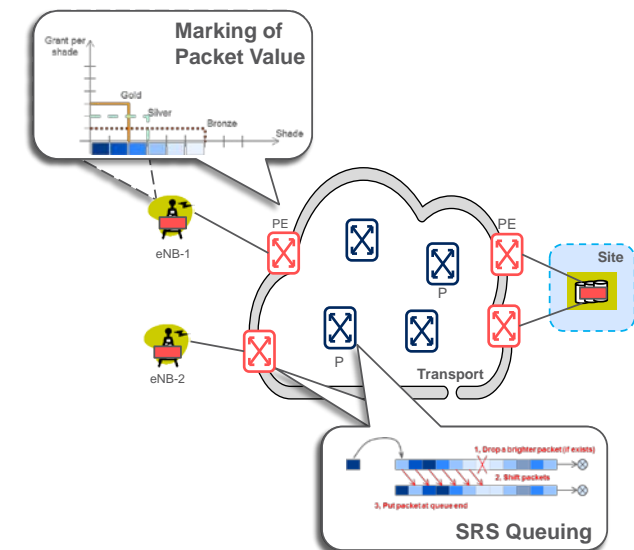 Marking of
Packet Value
Grant per
shade
Gold
Silver
Bronze
Shade
PE
PE
eNB-1
Site
P
eNB-2
P
Transport
1, Drop a brighter packet (if exists)
2. Shift packets
3, Put packet at queue end
SRS Queuing